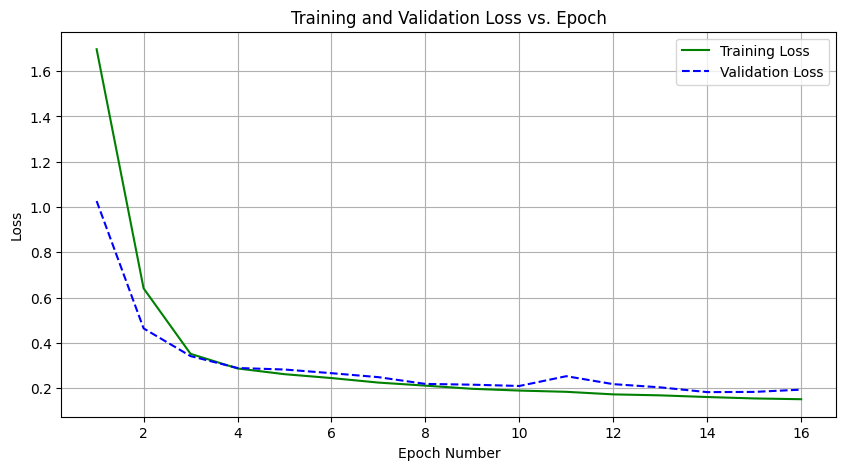 Training and Validation Loss vs. Epoch
Training Loss
Validation Loss
1.6
1.4
1.2
1.0
0.8
0.6
0.4
0.2
Loss
2 4 6 8 10 12 14 16
Epoch Number